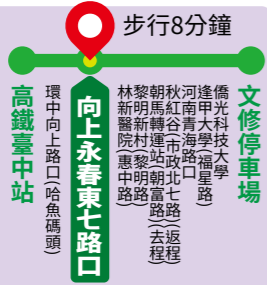 步行8分鐘
高鐵臺中站
環中向上路口(哈魚碼頭)
向上永春東七路口
林新醫院(惠中路)
黎明新村(黎明路)
朝馬轉運站(朝富路)(去程)
秋紅谷(市政北七路)(返程)
河南青海路口
逢甲大學(福星路)
僑光科技大學
文修停車場